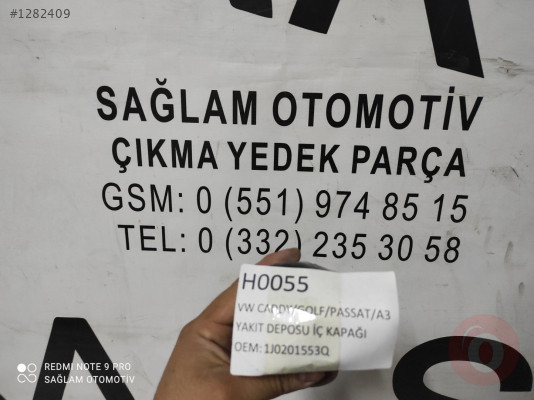 #1282409
SAĞLAM OTOMOTİV
ÇIKMA YEDEK PARÇA
GSM: 0 (551) 974 85 15
TEL: 0 (332) 235 30 58
H0055
VW CADDY/GOLF/PASSAT/A3
YAKIT DEPOSU İÇ KAPAĞI
OEM: 1J0201553Q
REDMI NOTE 9 PRO
SAĞLAM OTOMOTİV